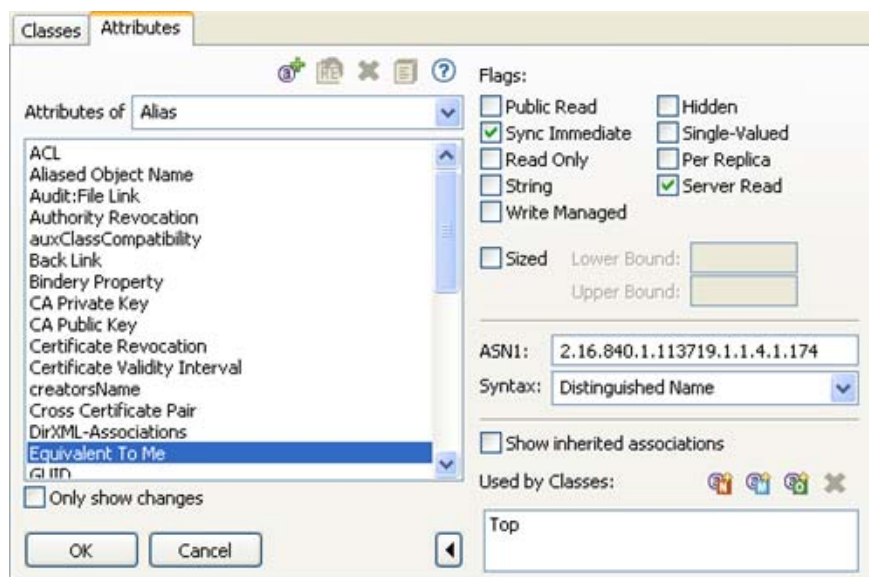 Classes
Attributes
Attributes of
Alias
ACL
Aliased Object Name
Audit:File Link
Authority Revocation
auxClassCompatibility
Back Link
Bindery Property
CA Private Key
CA Public Key
Certificate Revocation
Certificate Validity Interval
creatorsName
Cross Certificate Pair
DirXML-Associations
Equivalent To Me
GUID
Only show changes
OK
Cancel
Flags:
Public Read
Hidden
Sync Immediate
Single-Valued
Read Only
Per Replica
String
Server Read
Write Managed
Sized
Lower Bound:
Upper Bound:
ASN1:
2.16.840.1.113719.1.1.4.1.174
Syntax:
Distinguished Name
Show inherited associations
Used by Classes:
Top